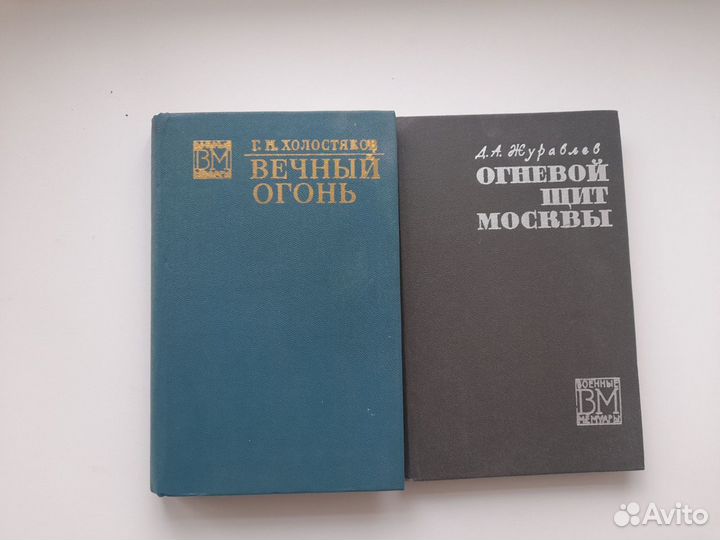 ВМ
Г.Н. ХОЛОСТЯКОВ
ВЕЧНЫЙ
ОГОНЬ
Д.А. Журавлев
ОГНЕВОЙ
ЩИТ
МОСКВЫ
ВОЕННЫЕ
ВМ
МЕМУАРЫ
Avito